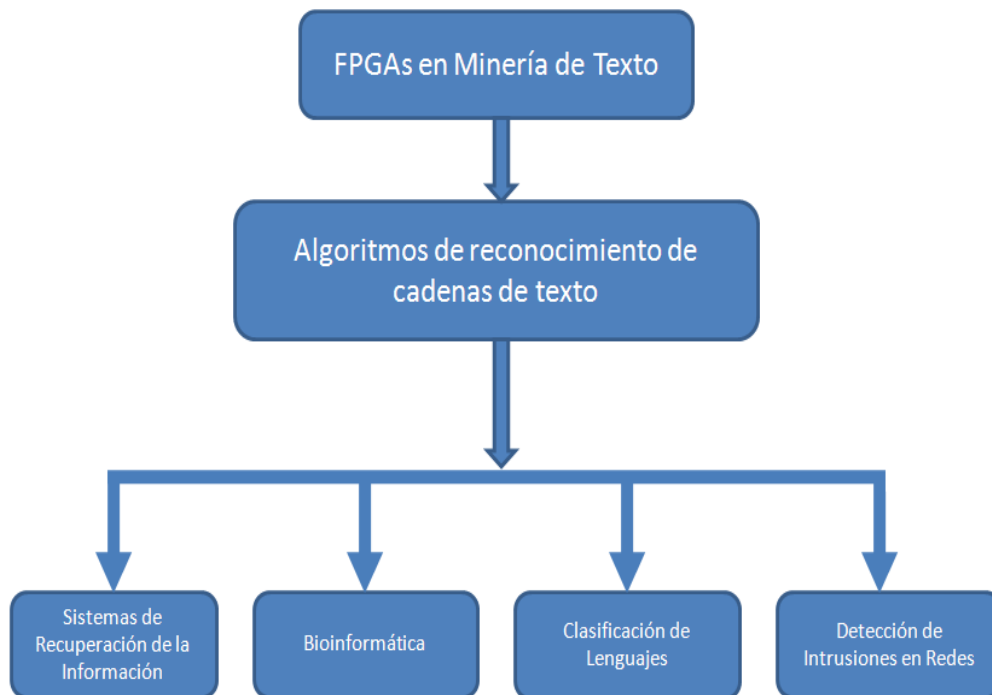 FPGAs en Minería de Texto
Algoritmos de reconocimiento de
cadenas de texto
Sistemas de
Recuperación de la
Información
Bioinformática
Clasificación de
Lenguajes
Detección de
Intrusiones en Redes